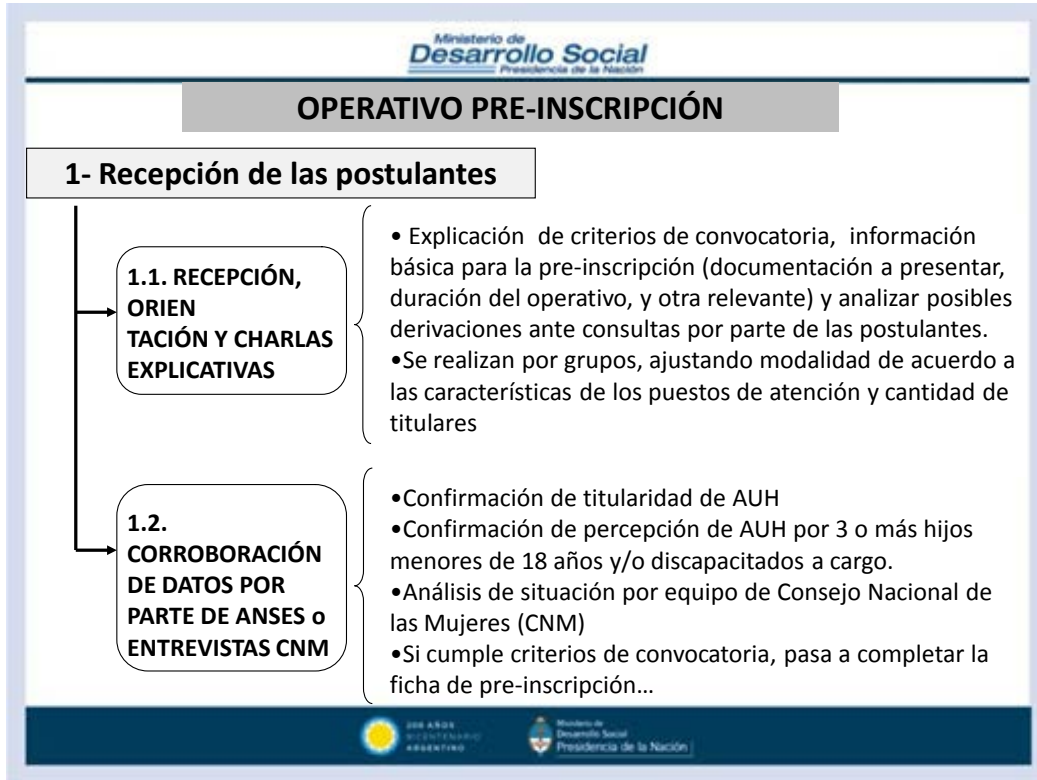 Ministerio de
Desarrollo Social
Presidencia de la Nación
OPERATIVO PRE-INSCRIPCIÓN
1- Recepción de las postulantes
1.1. RECEPCIÓN,
ORIEN
TACIÓN Y CHARLAS
EXPLICATIVAS
• Explicación de criterios de convocatoria, información
básica para la pre-inscripción (documentación a presentar,
duración del operativo, y otra relevante) y analizar posibles
derivaciones ante consultas por parte de las postulantes.
•Se realizan por grupos, ajustando modalidad de acuerdo a
las características de los puestos de atención y cantidad de
titulares
1.2.
CORROBORACIÓN
DE DATOS POR
PARTE DE ANSES o
ENTREVISTAS CNM
•Confirmación de titularidad de AUH
•Confirmación de percepción de AUH por 3 o más hijos
menores de 18 años y/o discapacitados a cargo.
•Análisis de situación por equipo de Consejo Nacional de
las Mujeres (CNM)
•Si cumple criterios de convocatoria, pasa a completar la
ficha de pre-inscripción…
200 AÑOS
BICENTENARIO
ARGENTINO
Ministerio de
Desarrollo Social
Presidencia de la Nación